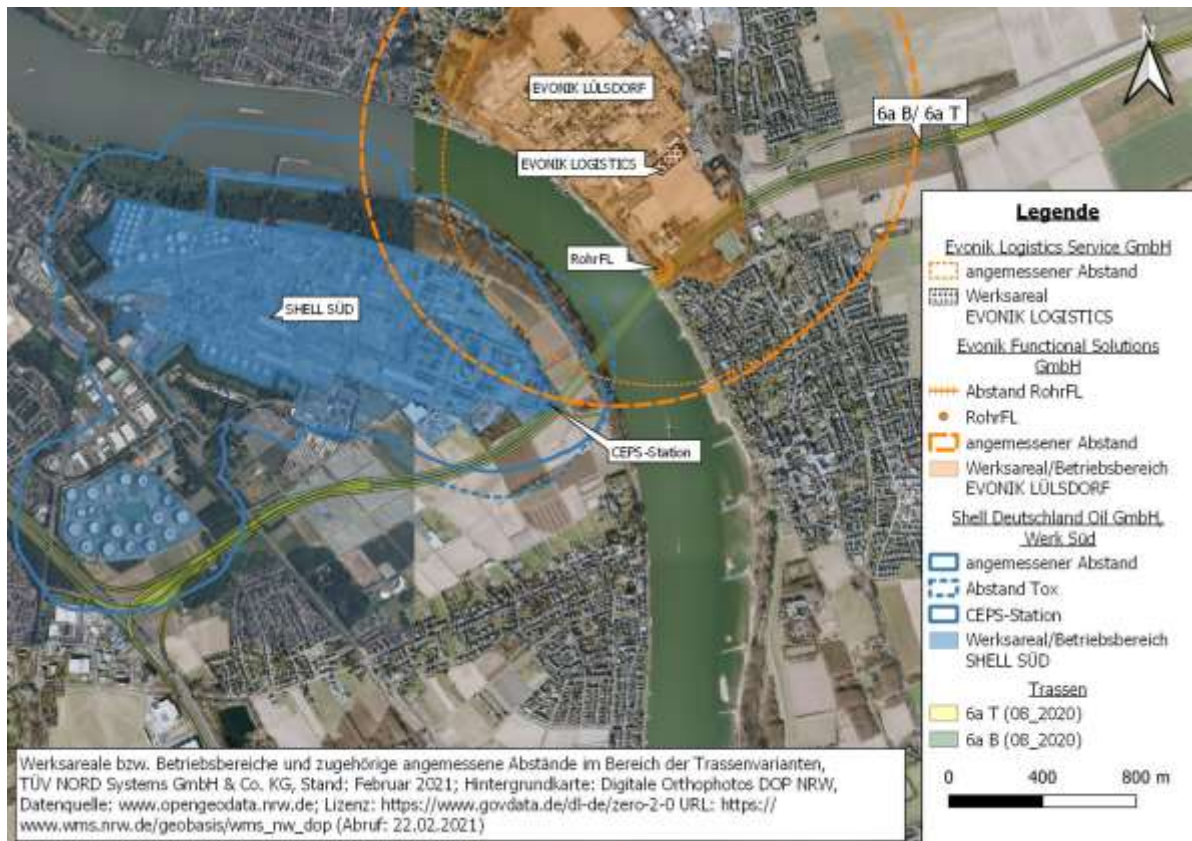 EVONIK LÜLSDORF
N
6a B/ 6a T
EVONIK LOGISTICS
RohrFL
SHELL SÜD
CEPS-Station
Legende
Evonik Logistics Service GmbH
angemessener Abstand
Werksareal
EVONIK LOGISTICS
Evonik Functional Solutions
GmbH
Abstand RohrFL
RohrFL
angemessener Abstand
Werksareal/Betriebsbereich
EVONIK LÜLSDORF
Shell Deutschland Oil GmbH,
Werk Süd
angemessener Abstand
Abstand Tox
CEPS-Station
Werksareal/Betriebsbereich
SHELL SÜD
Trassen
6a T (08_2020)
6a B (08_2020)
0 400 800 m
Werksareale bzw. Betriebsbereiche und zugehörige angemessene Abstände im Bereich der Trassenvarianten,
TÜV NORD Systems GmbH & Co. KG, Stand: Februar 2021; Hintergrundkarte: Digitale Orthophotos DOP NRW,
Datenquelle: www.opengeodata.nrw.de; Lizenz: https://www.govdata.de/dl-de/zero-2-0 URL: https://
www.wms.nrw.de/geobasis/wms_nw_dop (Abruf: 22.02.2021)